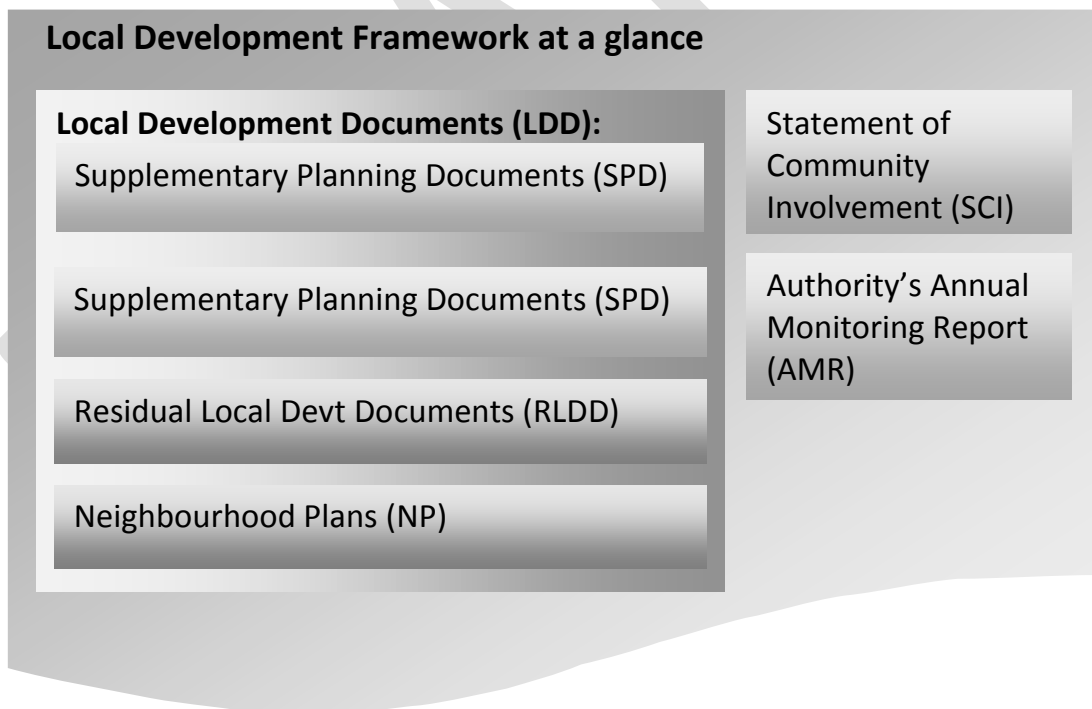 Local Development Framework at a glance
Local Development Documents (LDD):
Supplementary Planning Documents (SPD)
Supplementary Planning Documents (SPD)
Residual Local Devt Documents (RLDD)
Neighbourhood Plans (NP)
Statement of
Community
Involvement (SCI)
Authority’s Annual
Monitoring Report
(AMR)